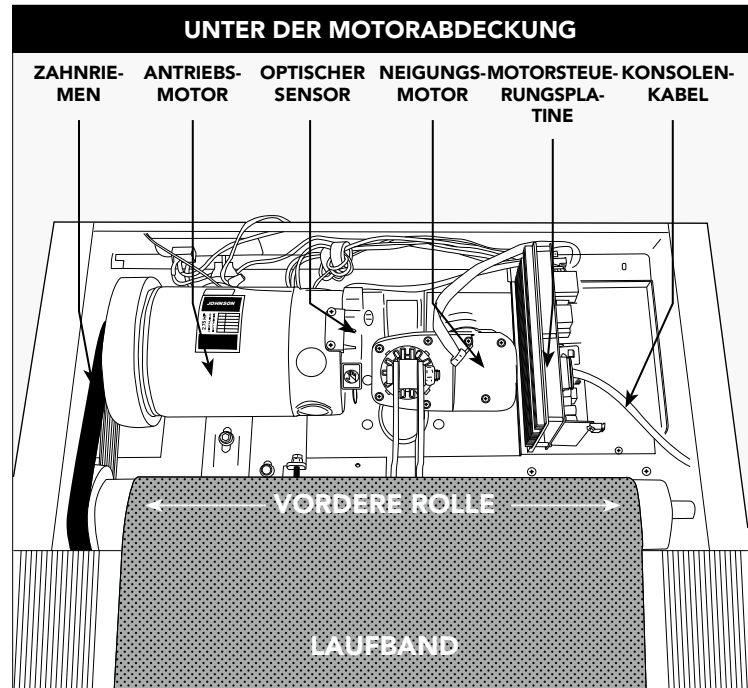 UNTER DER MOTORABDECKUNG
ZAHNRIE-
MEN
ANTRIEBS-
MOTOR
OPTISCHER
SENSOR
NEIGUNGS-
MOTOR
MOTORSTEUE-
RUNGSPLA-
TINE
KONSOLEN-
KABEL
JOHNSON
VORDERE ROLLE
LAUFBAND